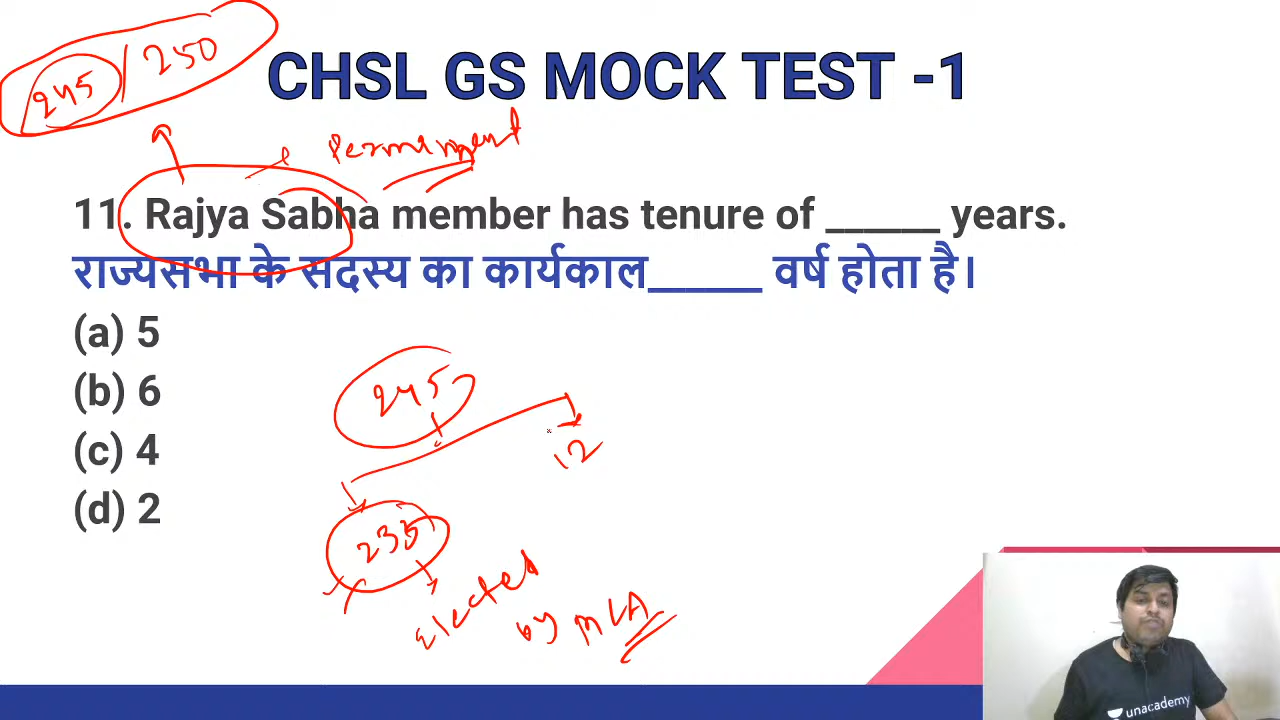 245 / 250
CHSL GS MOCK TEST -1
Permanent
11. Rajya Sabha member has tenure of ______ years.
राज्यसभा के सदस्य का कार्यकाल______ वर्ष होता है।
(a) 5
(b) 6
(c) 4
(d) 2
245
12
235
Elected
by MLA
unacademy